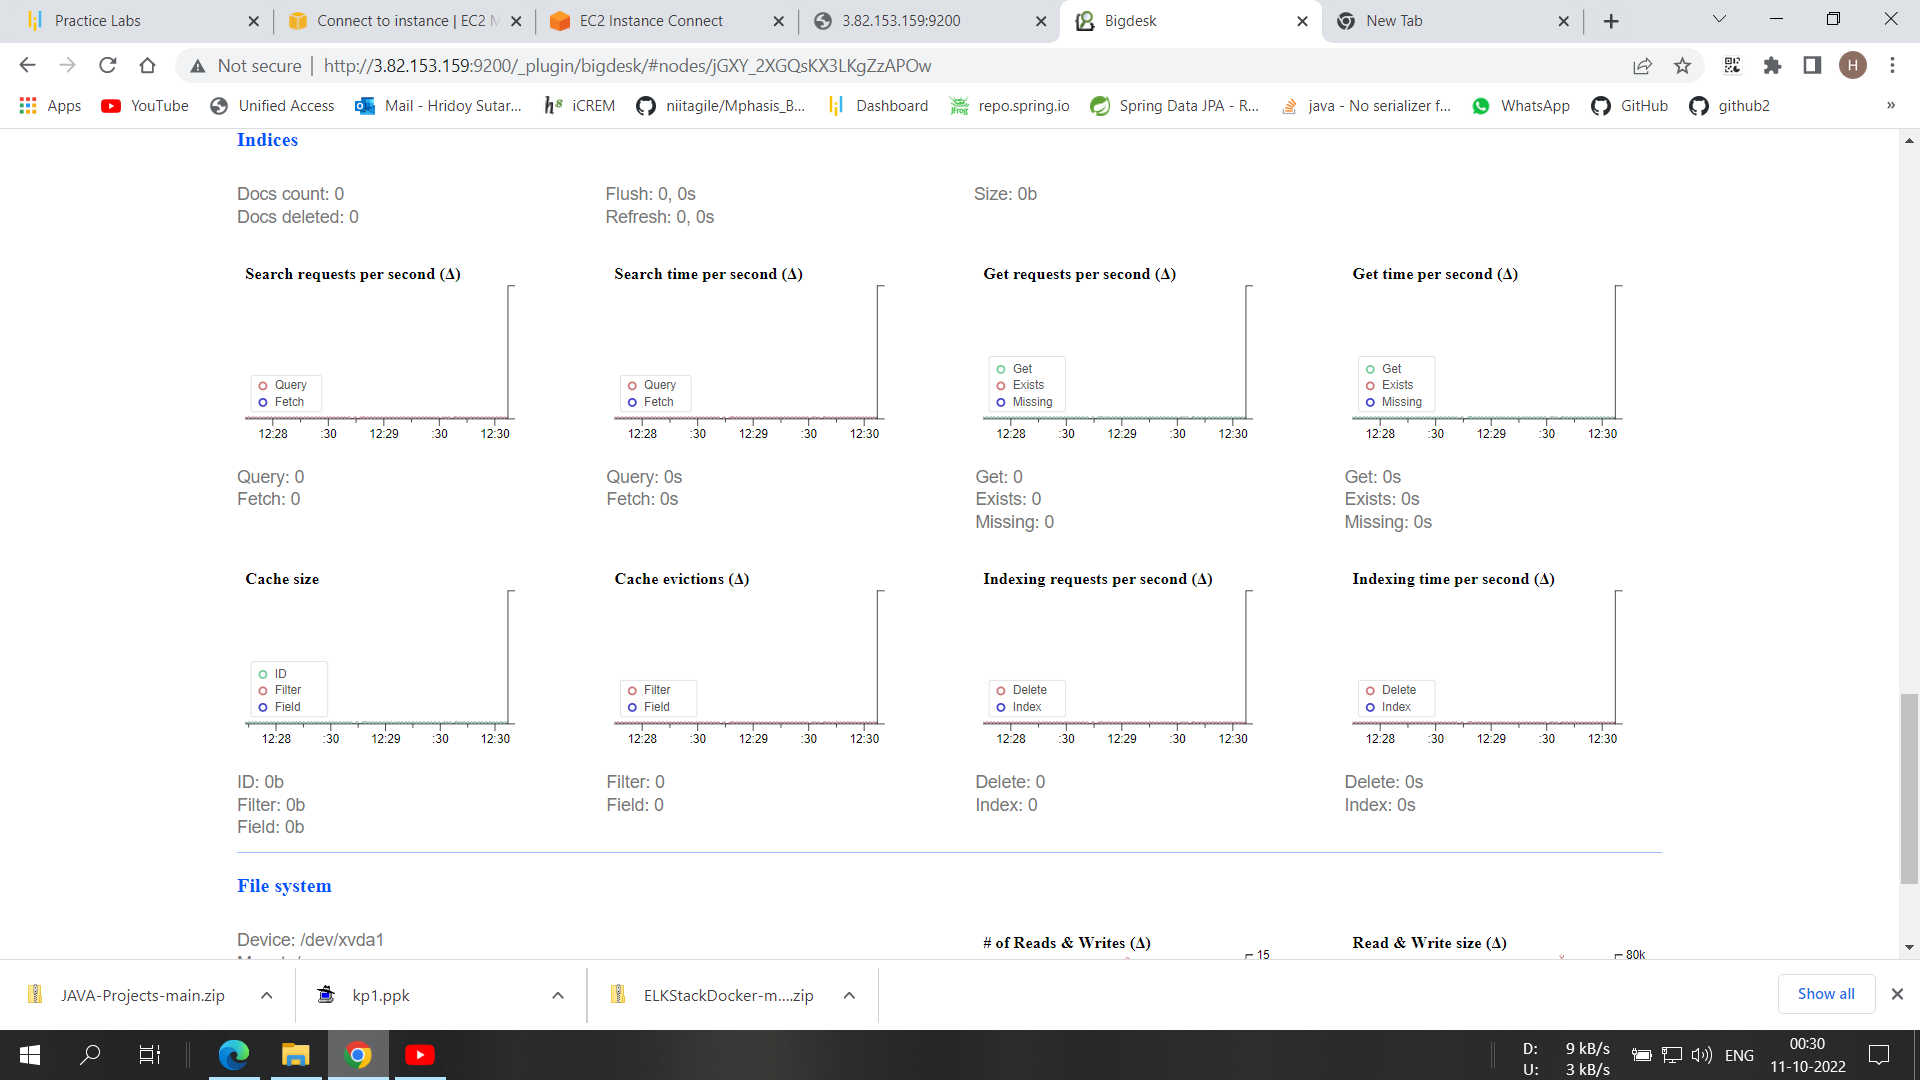 Practice Labs
Connect to instance | EC2 M
EC2 Instance Connect
3.82.153.159:9200
Bigdesk
New Tab
Not secure | http://3.82.153.159:9200/_plugin/bigdesk/#nodes/jGXY_2XGQsKX3LKgZzAPOw
H
Apps
YouTube
Unified Access
Mail - Hridoy Sutar...
iCREM
niitagile/Mphasis_B...
Dashboard
repo.spring.io
Spring Data JPA - R...
java - No serializer f...
WhatsApp
GitHub
github2
»
Indices
Docs count: 0
Docs deleted: 0
Flush: 0, 0s
Refresh: 0, 0s
Size: 0b
Search requests per second (Δ)
Query
Fetch
12:28 :30 12:29 :30 12:30
Query: 0
Fetch: 0
Search time per second (Δ)
Query
Fetch
12:28 :30 12:29 :30 12:30
Query: 0s
Fetch: 0s
Get requests per second (Δ)
Get
Exists
Missing
12:28 :30 12:29 :30 12:30
Get: 0
Exists: 0
Missing: 0
Get time per second (Δ)
Get
Exists
Missing
12:28 :30 12:29 :30 12:30
Get: 0s
Exists: 0s
Missing: 0s
Cache size
ID
Filter
Field
12:28 :30 12:29 :30 12:30
ID: 0b
Filter: 0b
Field: 0b
Cache evictions (Δ)
Filter
Field
12:28 :30 12:29 :30 12:30
Filter: 0
Field: 0
Indexing requests per second (Δ)
Delete
Index
12:28 :30 12:29 :30 12:30
Delete: 0
Index: 0
Indexing time per second (Δ)
Delete
Index
12:28 :30 12:29 :30 12:30
Delete: 0s
Index: 0s
File system
Device: /dev/xvda1
# of Reads & Writes (Δ)
15
Read & Write size (Δ)
80k
JAVA-Projects-main.zip
kp1.ppk
ELKStackDocker-m....zip
Show all
D: 9 kB/s
U: 3 kB/s
ENG
00:30
11-10-2022